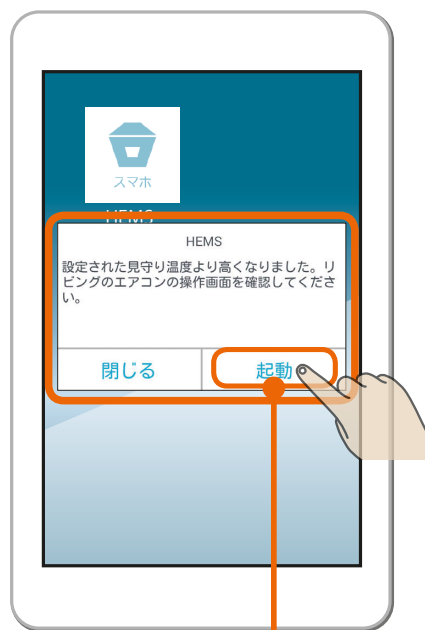 スマホ
HEMS
HEMS
設定された見守り温度より高くなりました。リ
ビングのエアコンの操作画面を確認してくださ
い。
閉じる
起動